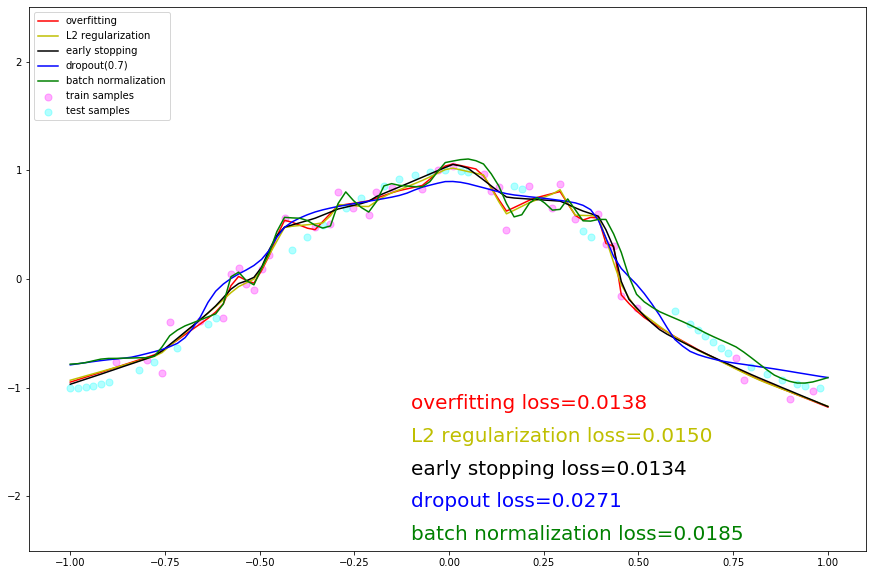 overfitting
L2 regularization
early stopping
dropout(0.7)
batch normalization
train samples
test samples
2
1
0
−1
−2
overfitting loss=0.0138
L2 regularization loss=0.0150
early stopping loss=0.0134
dropout loss=0.0271
batch normalization loss=0.0185
−1.00 −0.75 −0.50 −0.25 0.00 0.25 0.50 0.75 1.00